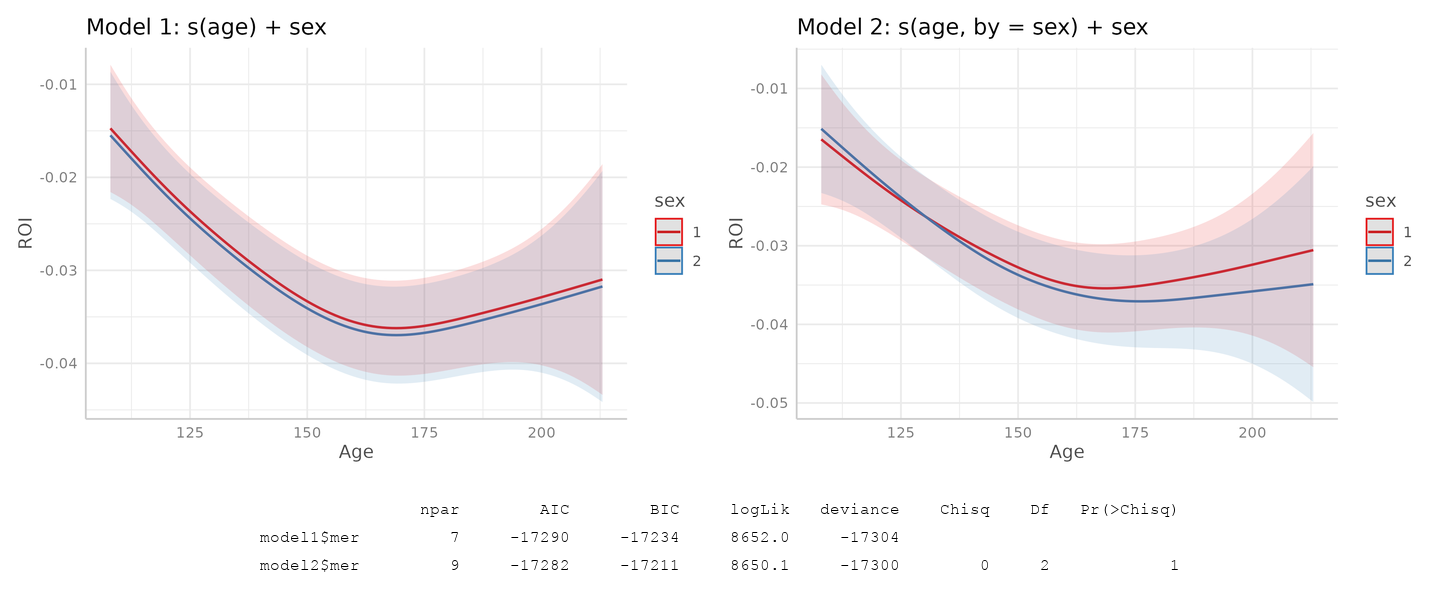 Model 1: s(age) + sex
-0.01
-0.02
-0.03
-0.04
ROI
125 150 175 200
Age
sex
1
2
Model 2: s(age, by = sex) + sex
-0.01
-0.02
-0.03
-0.04
-0.05
ROI
125 150 175 200
Age
sex
1
2
npar AIC BIC logLik deviance Chisq Df Pr(>Chisq)
model1$mer 7 -17290 -17234 8652.0 -17304
model2$mer 9 -17282 -17211 8650.1 -17300 0 2 1